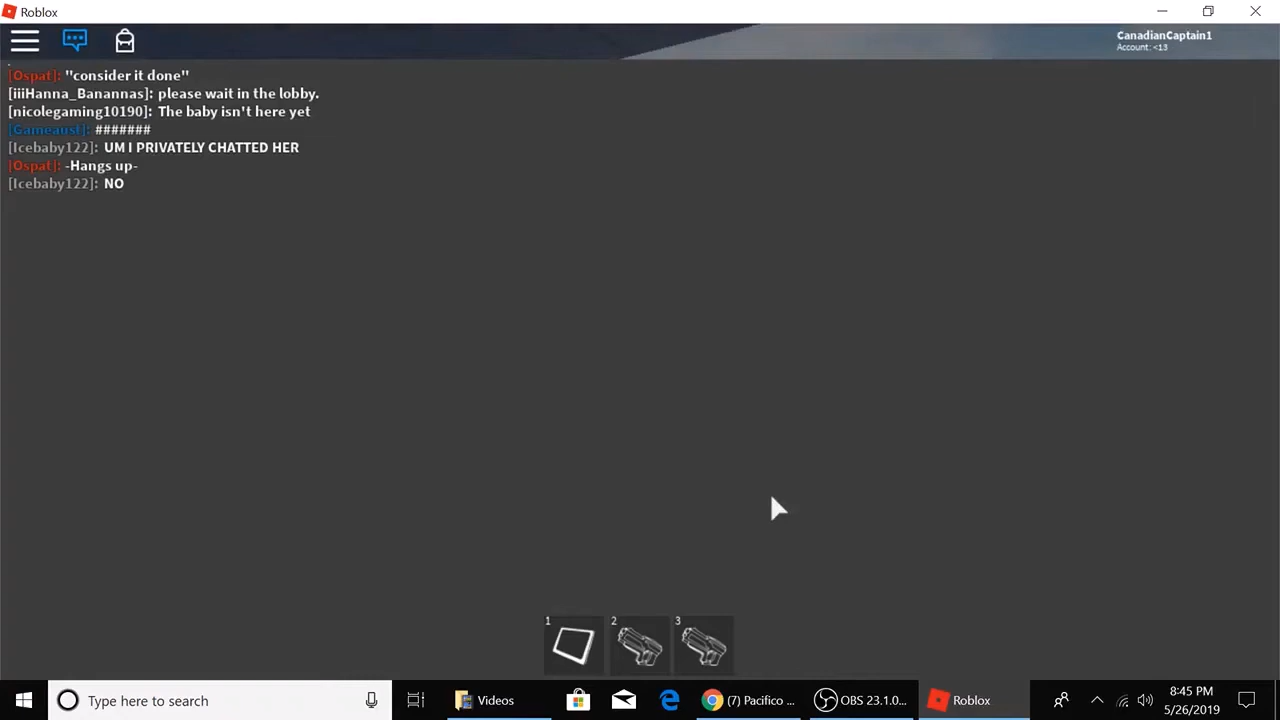 Roblox
CanadianCaptain1
Account: <13
[Ospat]: "consider it done"
[iiiHanna_Banannas]: please wait in the lobby.
[nicolegaming10190]: The baby isn't here yet
[Gameaust]: #######
[Icebaby122]: UM I PRIVATELY CHATTED HER
[Ospat]: -Hangs up-
[Icebaby122]: NO
1 2 3
Type here to search
Videos
(7) Pacifico ...
OBS 23.1.0...
Roblox
8:45 PM
5/26/2019